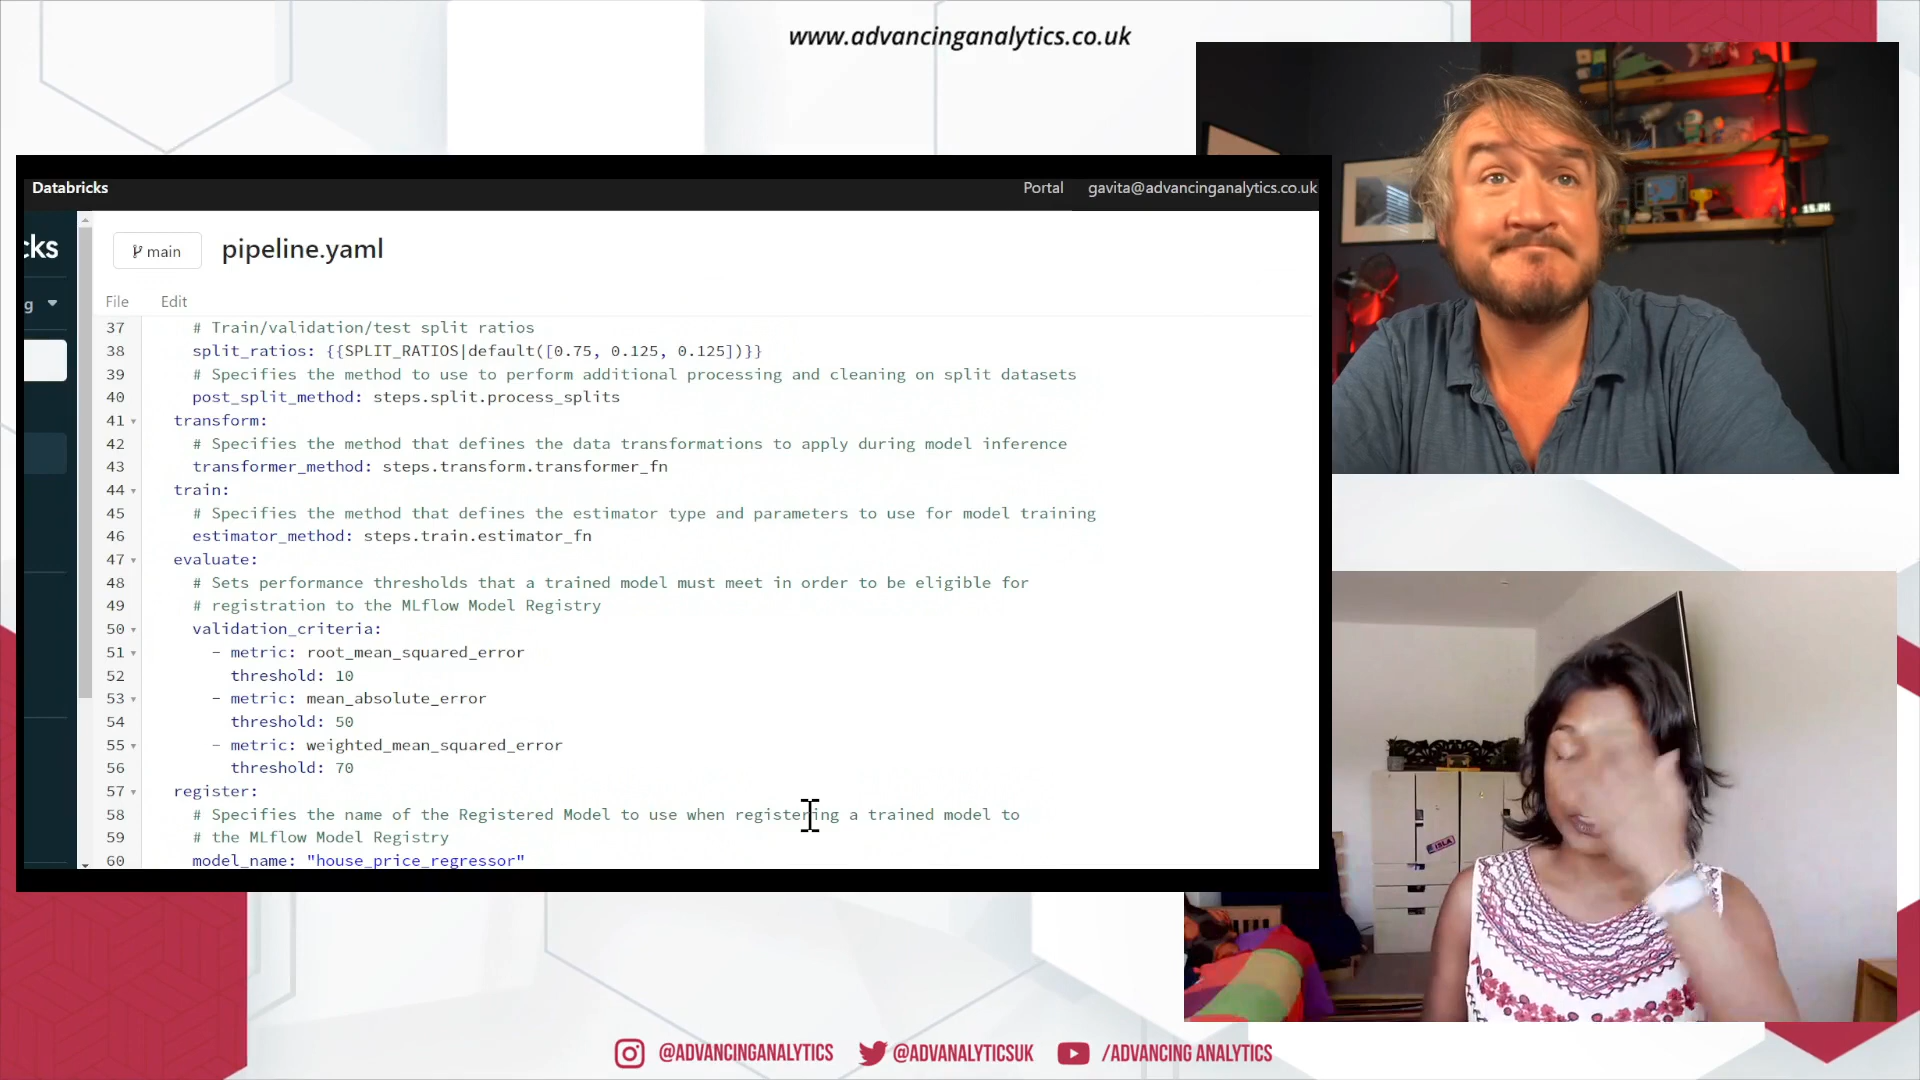 www.advancinganalytics.co.uk
Databricks
Portal
gavita@advancinganalytics.co.uk
cks
g
main
pipeline.yaml
File
Edit
37 # Train/validation/test split ratios
38 split_ratios: {{SPLIT_RATIOS|default([0.75, 0.125, 0.125])}}
39 # Specifies the method to use to perform additional processing and cleaning on split datasets
40 post_split_method: steps.split.process_splits
41 transform:
42 # Specifies the method that defines the data transformations to apply during model inference
43 transformer_method: steps.transform.transformer_fn
44 train:
45 # Specifies the method that defines the estimator type and parameters to use for model training
46 estimator_method: steps.train.estimator_fn
47 evaluate:
48 # Sets performance thresholds that a trained model must meet in order to be eligible for
49 # registration to the MLflow Model Registry
50 validation_criteria:
51 - metric: root_mean_squared_error
52 threshold: 10
53 - metric: mean_absolute_error
54 threshold: 50
55 - metric: weighted_mean_squared_error
56 threshold: 70
57 register:
58 # Specifies the name of the Registered Model to use when registering a trained model to
59 # the MLflow Model Registry
60 model_name: "house_price_regressor"
15.2K
ISLA
@ADVANCINGANALYTICS
@ADVANALYTICSUK
/ADVANCING ANALYTICS